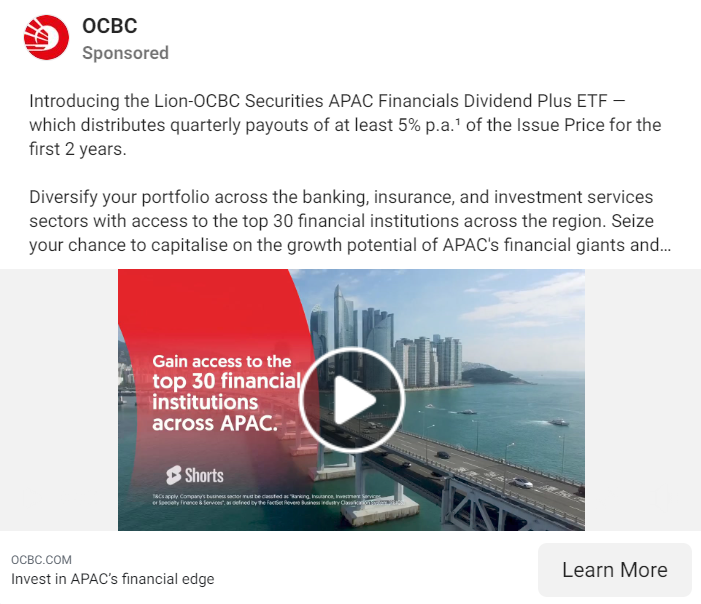 OCBC
Sponsored
Introducing the Lion-OCBC Securities APAC Financials Dividend Plus ETF —
which distributes quarterly payouts of at least 5% p.a.¹ of the Issue Price for the
first 2 years.
Diversify your portfolio across the banking, insurance, and investment services
sectors with access to the top 30 financial institutions across the region. Seize
your chance to capitalise on the growth potential of APAC's financial giants and...
Gain access to the
top 30 financial
institutions
across APAC.
Shorts
T&Cs apply. Company's business sector must be classified as "Banking, Insurance, Investment Services
or Specialty Finance & Services", as defined by the FactSet Revere Business Industry Classification
OCBC.COM
Invest in APAC's financial edge
Learn More